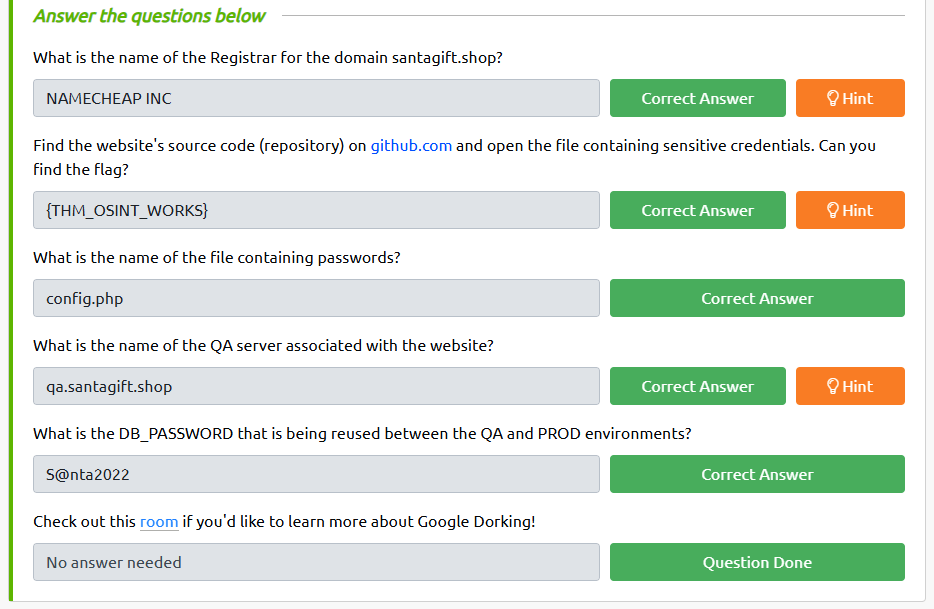 Answer the questions below
What is the name of the Registrar for the domain santagift.shop?
NAMECHEAP INC
Correct Answer
Hint
Find the website's source code (repository) on github.com and open the file containing sensitive credentials. Can you
find the flag?
{THM_OSINT_WORKS}
Correct Answer
Hint
What is the name of the file containing passwords?
config.php
Correct Answer
What is the name of the QA server associated with the website?
qa.santagift.shop
Correct Answer
Hint
What is the DB_PASSWORD that is being reused between the QA and PROD environments?
S@nta2022
Correct Answer
Check out this room if you'd like to learn more about Google Dorking!
No answer needed
Question Done